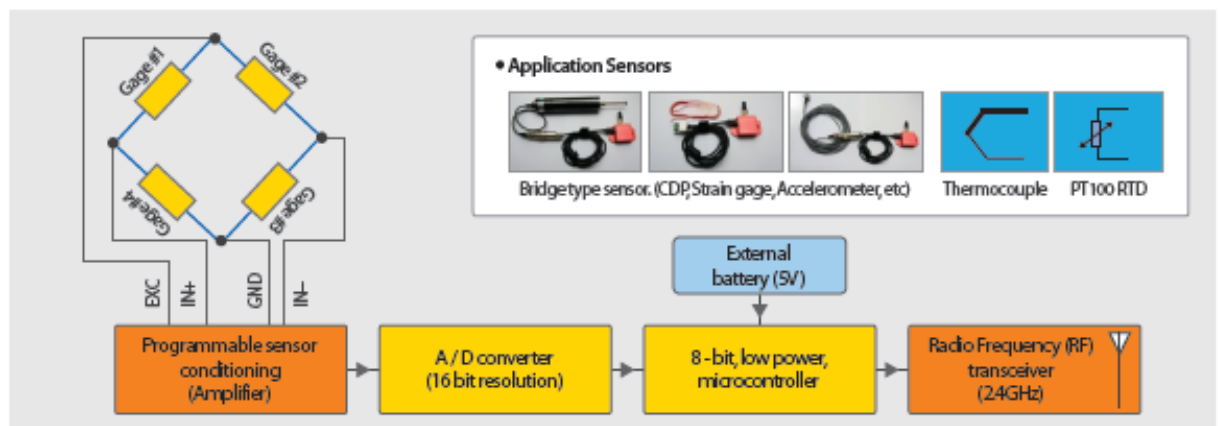 Gage #1
Gage #2
Gage #4
Gage #3
EXC
IN+
GND
IN-
• Application Sensors
Bridge type sensor. (CDP, Strain gage, Accelerometer, etc)
Thermocouple
PT100 RTD
External
battery (5V)
Programmable sensor
conditioning
(Amplifier)
A / D converter
(16 bit resolution)
8 - bit, low power,
microcontroller
Radio Frequency (RF)
transceiver
(2.4GHz)